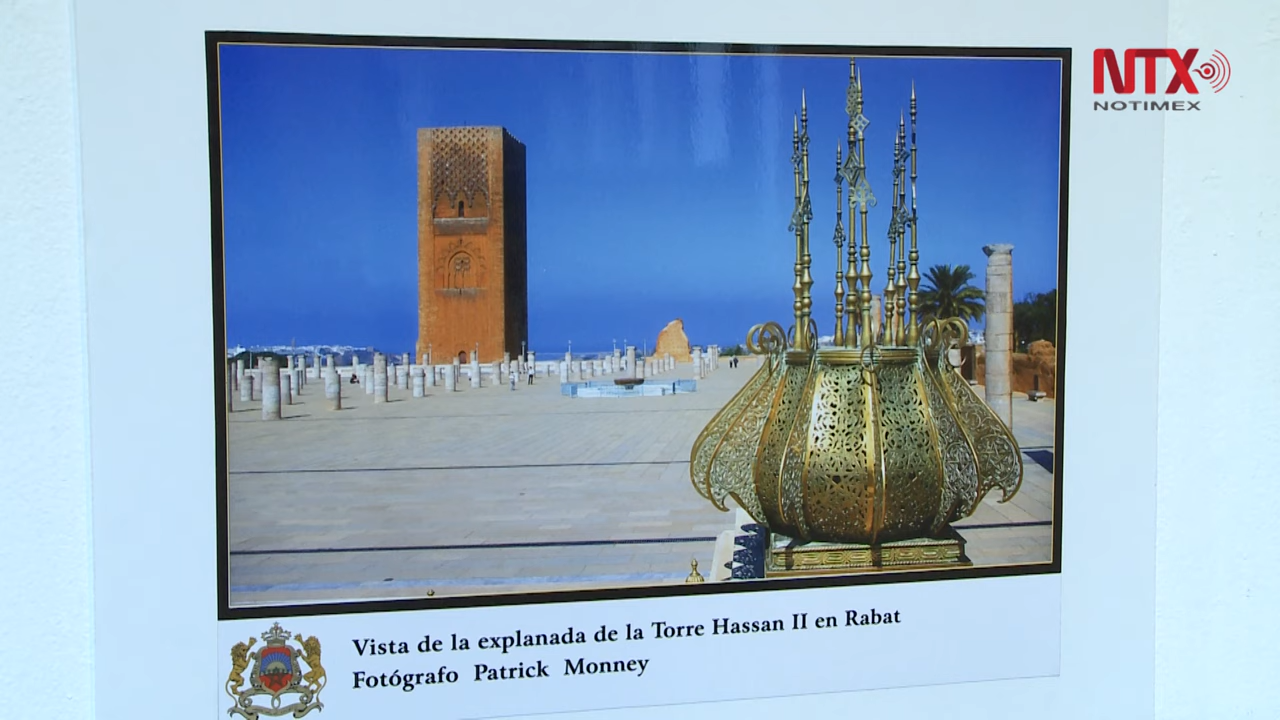 NTX
NOTIMEX
Vista de la explanada de la Torre Hassan II en Rabat
Fotógrafo Patrick Monney